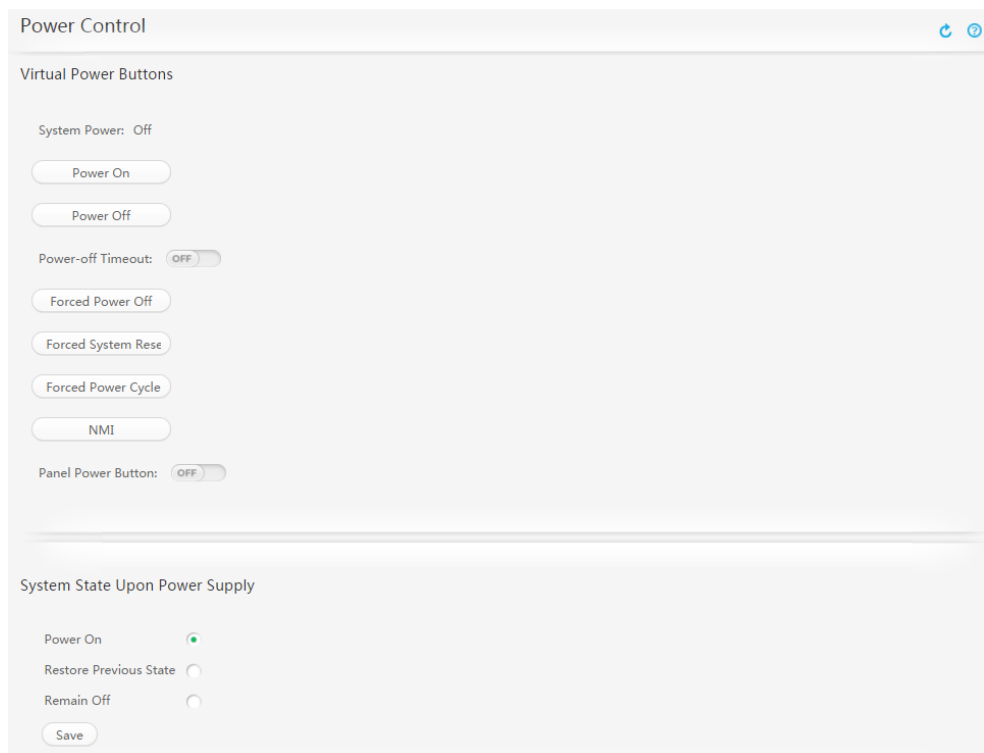 Power Control
Virtual Power Buttons
System Power: Off
Power On
Power Off
Power-off Timeout: OFF
Forced Power Off
Forced System Rese
Forced Power Cycle
NMI
Panel Power Button: OFF
System State Upon Power Supply
Power On
Restore Previous State
Remain Off
Save